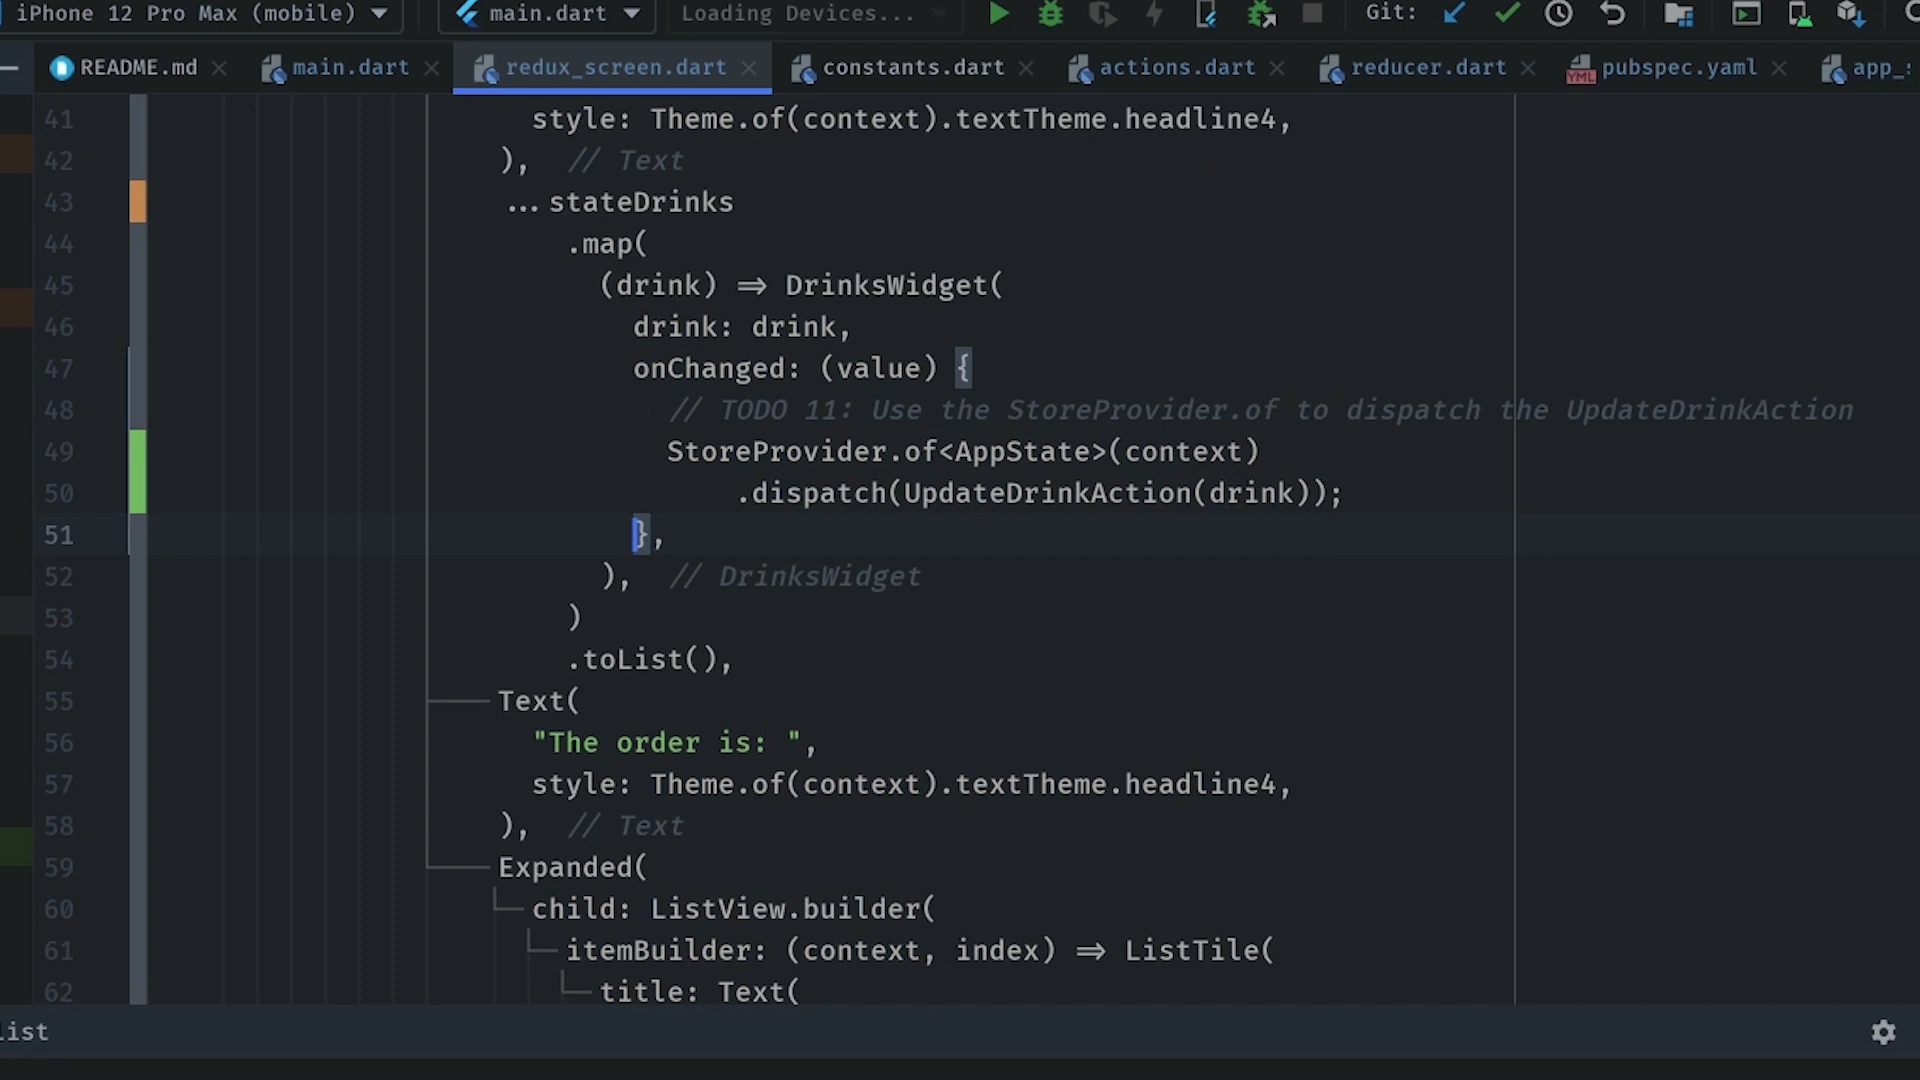 iPhone 12 Pro Max (mobile) main.dart Loading Devices... Git:
README.md main.dart redux_screen.dart constants.dart actions.dart reducer.dart pubspec.yaml app_s
41 style: Theme.of(context).textTheme.headline4,
42 ), // Text
43 ...stateDrinks
44 .map(
45 (drink) => DrinksWidget(
46 drink: drink,
47 onChanged: (value) {
48 // TODO 11: Use the StoreProvider.of to dispatch the UpdateDrinkAction
49 StoreProvider.of<AppState>(context)
50 .dispatch(UpdateDrinkAction(drink));
51 },
52 ), // DrinksWidget
53 )
54 .toList(),
55 Text(
56 "The order is: ",
57 style: Theme.of(context).textTheme.headline4,
58 ), // Text
59 Expanded(
60 child: ListView.builder(
61 itemBuilder: (context, index) => ListTile(
62 title: Text(
list